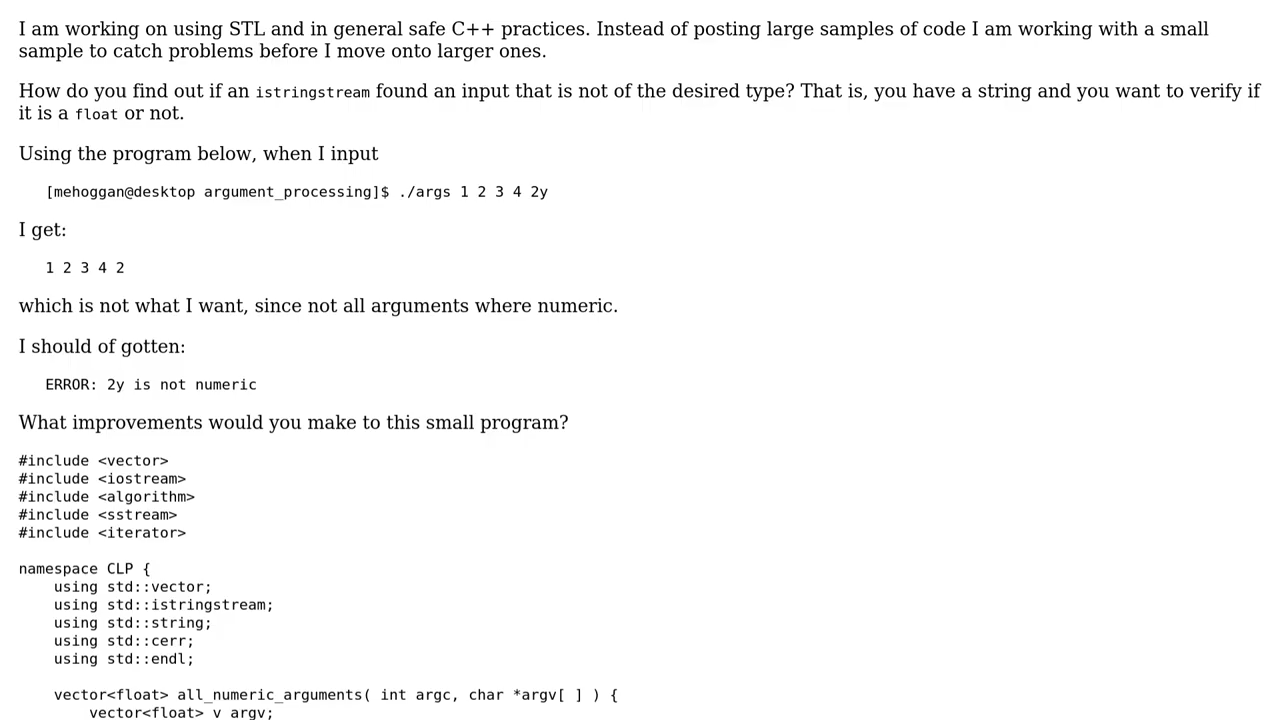 I am working on using STL and in general safe C++ practices. Instead of posting large samples of code I am working with a small
sample to catch problems before I move onto larger ones.
How do you find out if an istringstream found an input that is not of the desired type? That is, you have a string and you want to verify if
it is a float or not.
Using the program below, when I input
[mehoggan@desktop argument_processing]$ ./args 1 2 3 4 2y
I get:
1 2 3 4 2
which is not what I want, since not all arguments where numeric.
I should of gotten:
ERROR: 2y is not numeric
What improvements would you make to this small program?
#include <vector>
#include <iostream>
#include <algorithm>
#include <sstream>
#include <iterator>
namespace CLP {
    using std::vector;
    using std::istringstream;
    using std::string;
    using std::cerr;
    using std::endl;
    vector<float> all_numeric_arguments( int argc, char *argv[ ] ) {
        vector<float> v_argv;